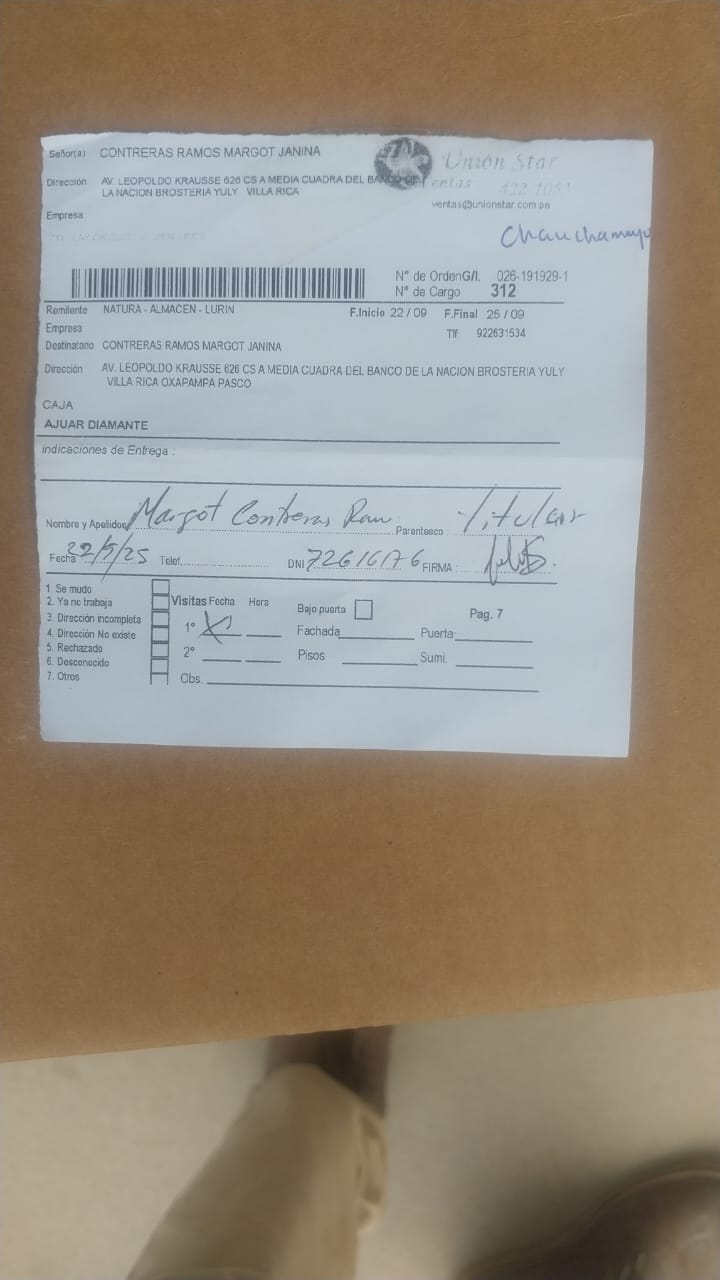 Señor(a) CONTRERAS RAMOS MARGOT JANINA
Unión Star
Dirección AV. LEOPOLDO KRAUSSE 626 CS A MEDIA CUADRA DEL BANCO DE
LA NACION BROSTERIA YULY VILLA RICA
Ventas
ventas@unionstar.com.pe
Empresa
Chanchamayo
N° de OrdenG/I. 026-191929-1
N° de Cargo 312
Remitente NATURA - ALMACEN - LURIN
F.Inicio 22 / 09 F.Final 25 / 09
Empresa
Tlf: 922631534
Destinatario CONTRERAS RAMOS MARGOT JANINA
Dirección AV. LEOPOLDO KRAUSSE 626 CS A MEDIA CUADRA DEL BANCO DE LA NACION BROSTERIA YULY
VILLA RICA OXAPAMPA PASCO
CAJA
AJUAR DIAMANTE
Indicaciones de Entrega :
Nombre y Apellidos Margot Contreras Ram Parentesco : Titular
Fecha 22/9/25 Telef. DNI 72616176 FIRMA :
1. Se mudo
2. Ya no trabaja
3. Dirección incompleta
4. Dirección No existe
5. Rechazado
6. Desconocido
7. Otros
Visitas Fecha Hora Bajo puerta Pag. 7
1° X Fachada Puerta
2° Pisos Sumi.
Obs.